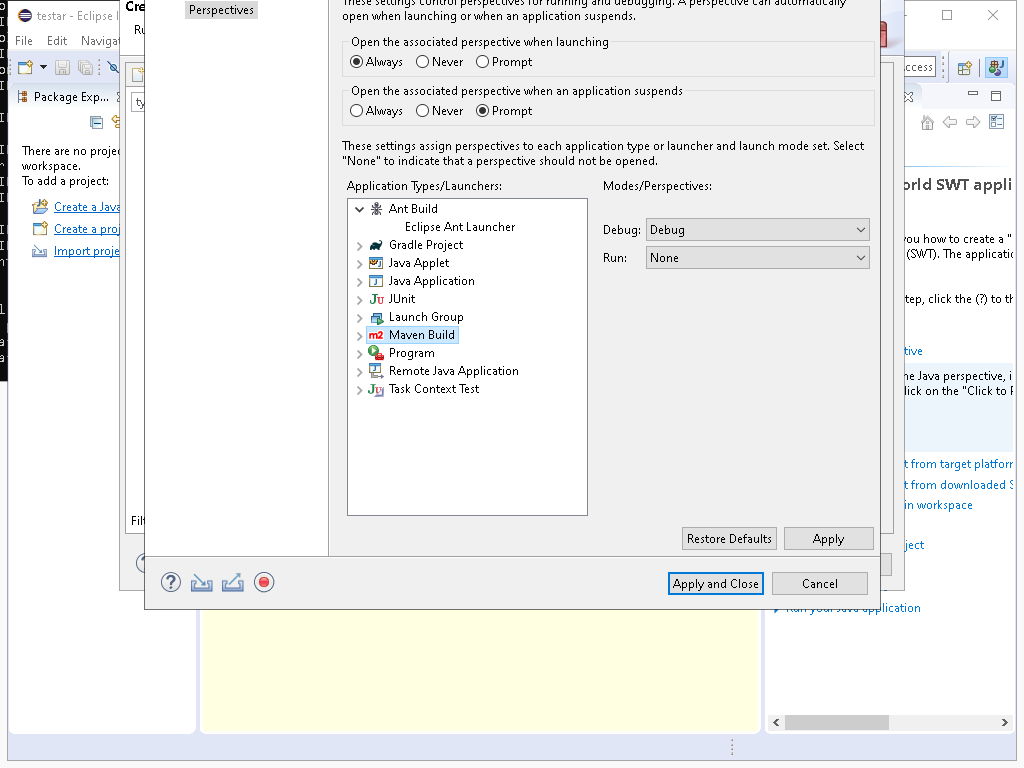 testar - Eclipse
File Edit Navigat
Package Exp...
There are no proje
workspace.
To add a project:
Create a Java
Create a proj
Import proje
Cre
Ru
ty
Filt
Perspectives
These settings control perspectives for running and debugging. A perspective can automatically
open when launching or when an application suspends.
Open the associated perspective when launching
Always Never Prompt
Open the associated perspective when an application suspends
Always Never Prompt
These settings assign perspectives to each application type or launcher and launch mode set. Select
"None" to indicate that a perspective should not be opened.
Application Types/Launchers:
Ant Build
Eclipse Ant Launcher
Gradle Project
Java Applet
Java Application
Ju JUnit
Launch Group
m2 Maven Build
Program
Remote Java Application
Task Context Test
Modes/Perspectives:
Debug: Debug
Run: None
Restore Defaults Apply
Apply and Close Cancel
ccess
orld SWT appli
you how to create a "
(SWT). The applicatio
tep, click the (?) to th
tive
he Java perspective, i
lick on the "Click to P
t from target platform
t from downloaded S
in workspace
ject
Run your Java application